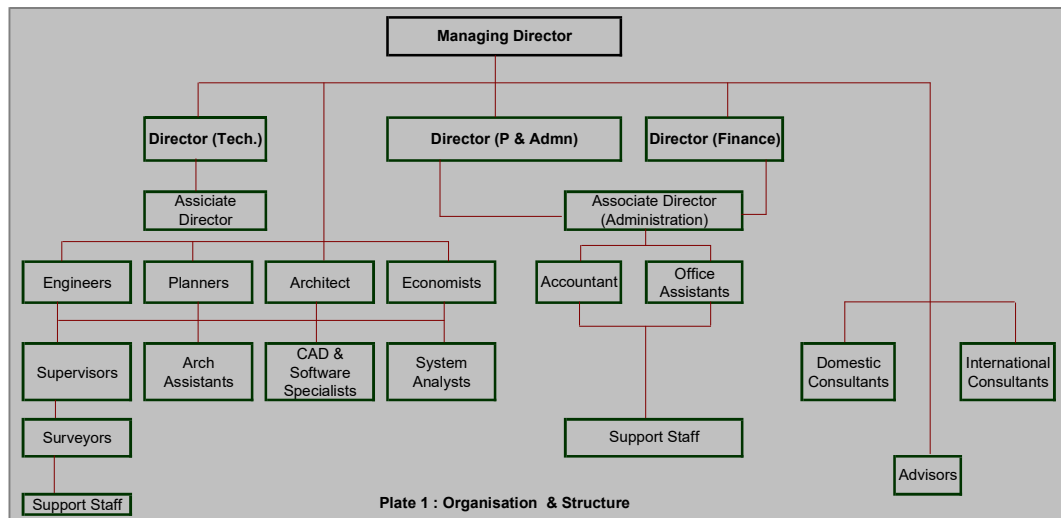 Managing Director
Director (Tech.)
Director (P & Admn)
Director (Finance)
Assiciate
Director
Associate Director
(Administration)
Engineers
Planners
Architect
Economists
Accountant
Office
Assistants
Supervisors
Arch
Assistants
CAD &
Software
Specialists
System
Analysts
Domestic
Consultants
International
Consultants
Surveyors
Support Staff
Advisors
Support Staff
Plate 1 : Organisation & Structure